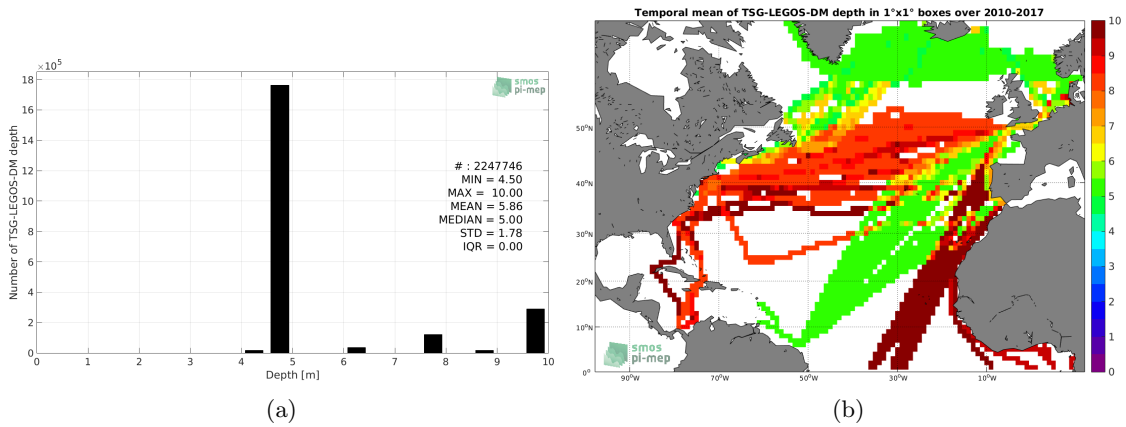 ×10⁵
18
16
14
12
10
8
6
4
2
0
Number of TSG-LEGOS-DM depth
smos
pi-mep
# : 2247746
MIN = 4.50
MAX = 10.00
MEAN = 5.86
MEDIAN = 5.00
STD = 1.78
IQR = 0.00
0 1 2 3 4 5 6 7 8 9 10
Depth [m]
(a)
Temporal mean of TSG-LEGOS-DM depth in 1°x1° boxes over 2010-2017
50°N
40°N
30°N
20°N
10°N
0°
90°W 70°W 50°W 30°W 10°W
smos
pi-mep
10
9
8
7
6
5
4
3
2
1
0
(b)